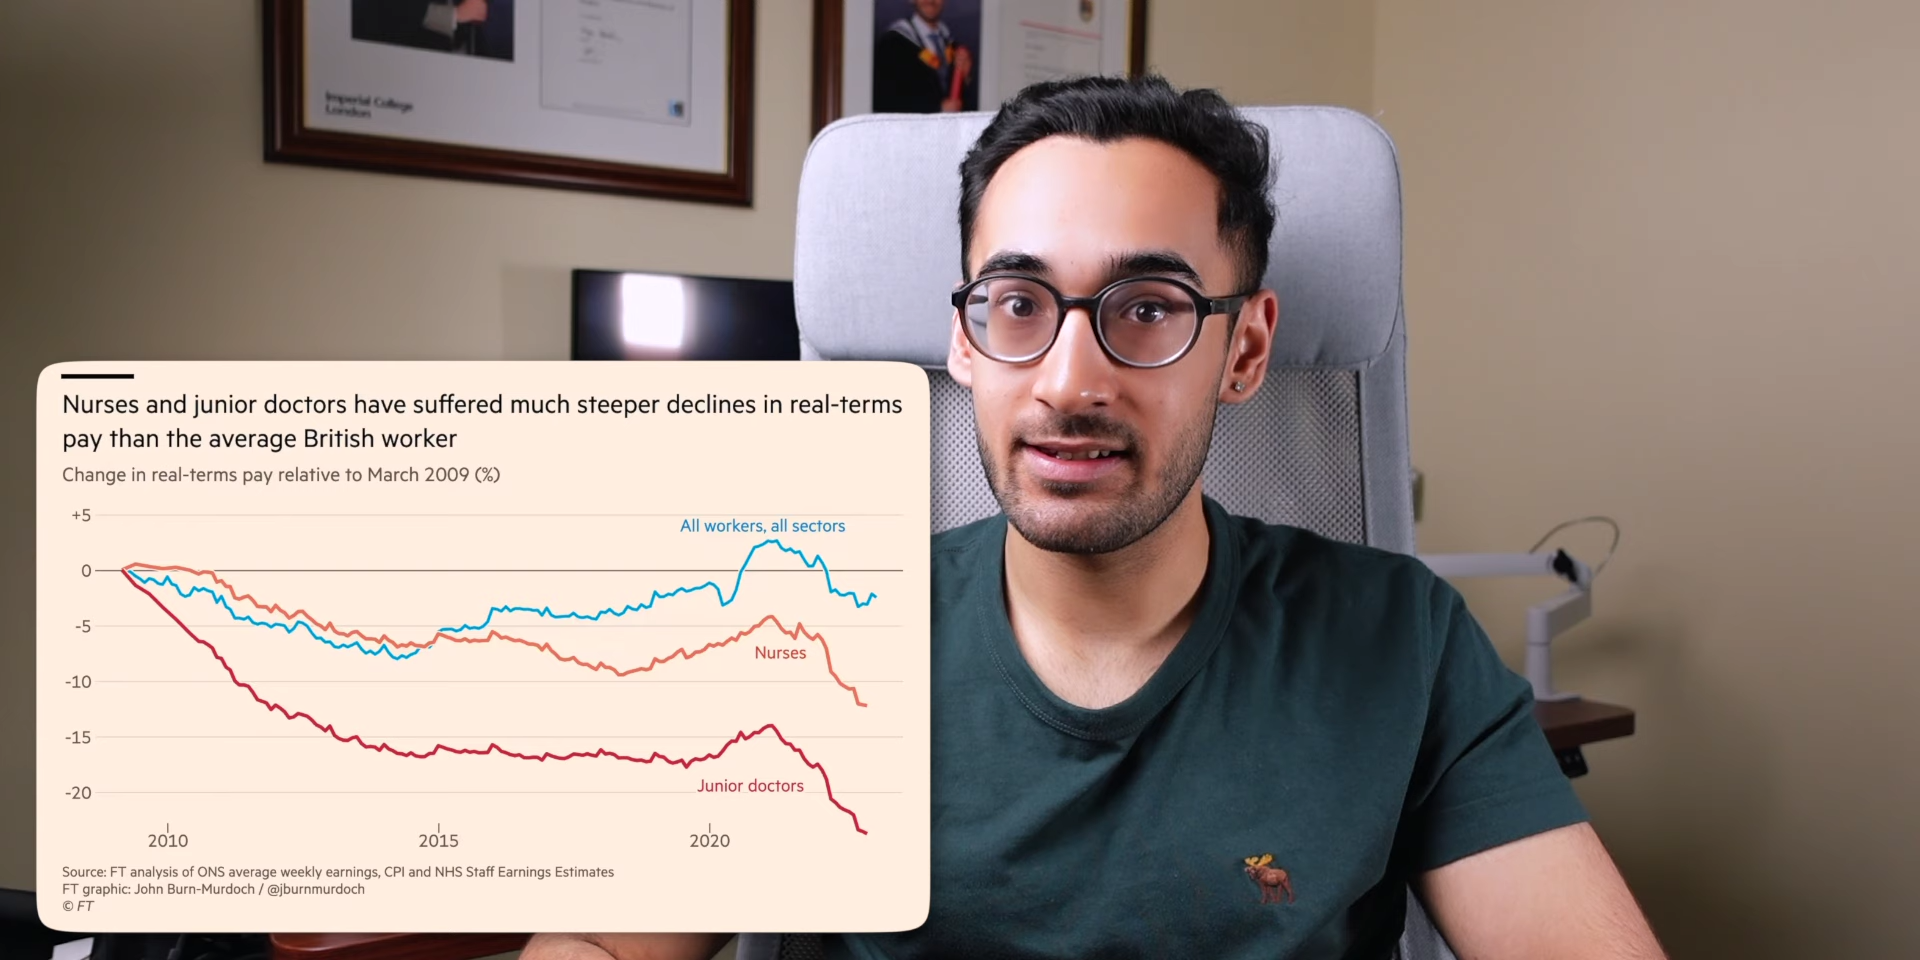 Imperial College
London
Nurses and junior doctors have suffered much steeper declines in real-terms
pay than the average British worker
Change in real-terms pay relative to March 2009 (%)
+5
All workers, all sectors
0
-5
Nurses
-10
-15
Junior doctors
-20
2010 2015 2020
Source: FT analysis of ONS average weekly earnings, CPI and NHS Staff Earnings Estimates
FT graphic: John Burn-Murdoch / @jburnmurdoch
© FT